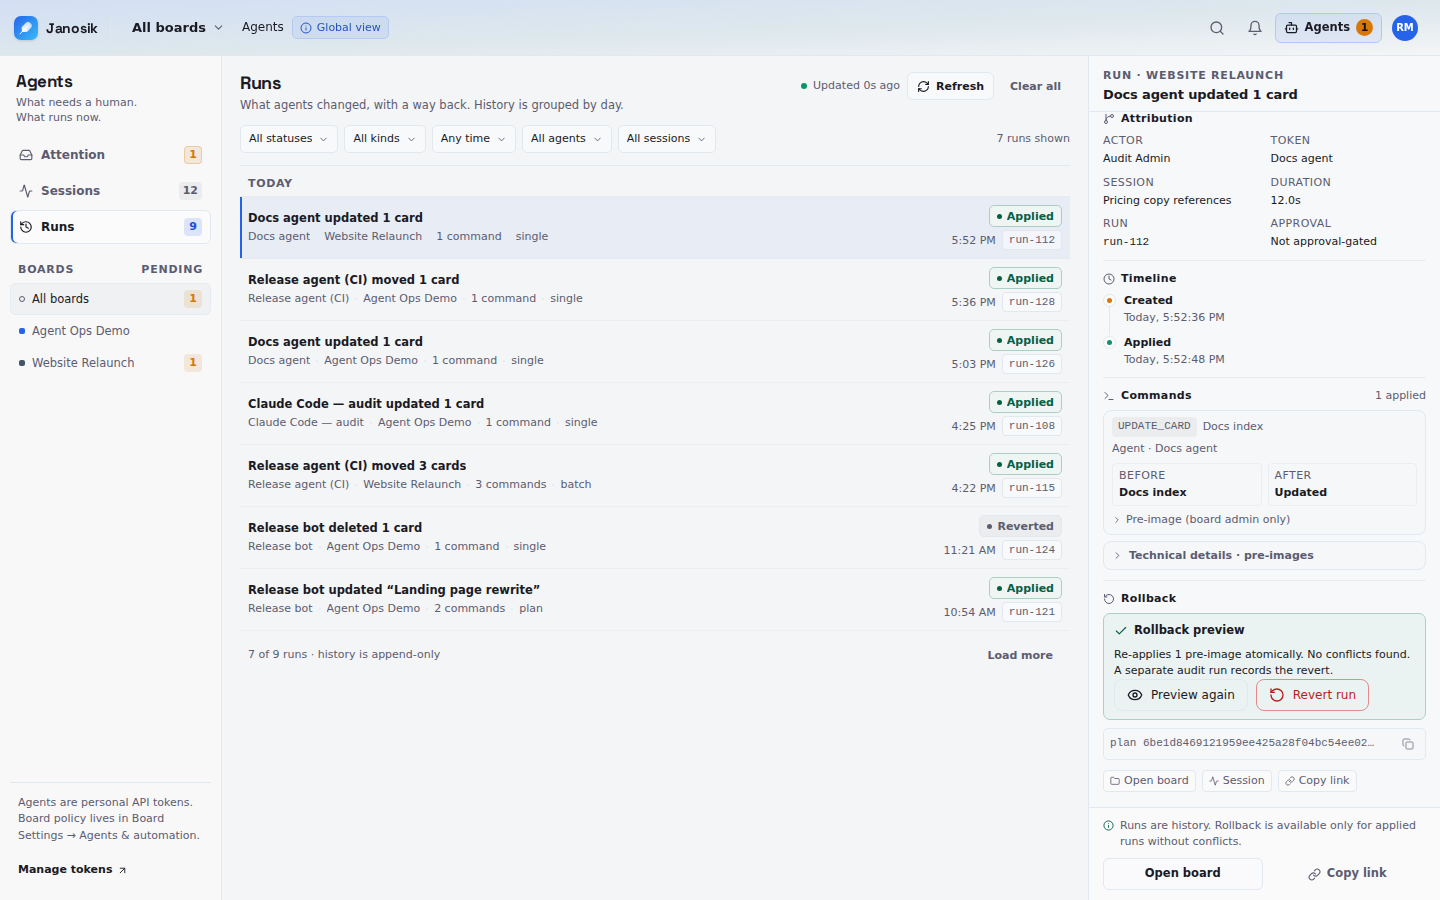 Janosik
All boards
Agents
Global view
Agents 1
RM
Agents
What needs a human.
What runs now.
Attention 1
Sessions 12
Runs 9
BOARDS PENDING
All boards 1
Agent Ops Demo
Website Relaunch 1
Agents are personal API tokens.
Board policy lives in Board
Settings → Agents & automation.
Manage tokens ↗
Runs
What agents changed, with a way back. History is grouped by day.
Updated 0s ago
Refresh
Clear all
All statuses
All kinds
Any time
All agents
All sessions
7 runs shown
TODAY
Docs agent updated 1 card
Applied
Docs agent · Website Relaunch · 1 command · single
5:52 PM run-112
Release agent (CI) moved 1 card
Applied
Release agent (CI) · Agent Ops Demo · 1 command · single
5:36 PM run-128
Docs agent updated 1 card
Applied
Docs agent · Agent Ops Demo · 1 command · single
5:03 PM run-126
Claude Code — audit updated 1 card
Applied
Claude Code — audit · Agent Ops Demo · 1 command · single
4:25 PM run-108
Release agent (CI) moved 3 cards
Applied
Release agent (CI) · Website Relaunch · 3 commands · batch
4:22 PM run-115
Release bot deleted 1 card
Reverted
Release bot · Agent Ops Demo · 1 command · single
11:21 AM run-124
Release bot updated “Landing page rewrite”
Applied
Release bot · Agent Ops Demo · 2 commands · plan
10:54 AM run-121
7 of 9 runs · history is append-only
Load more
RUN · WEBSITE RELAUNCH
Docs agent updated 1 card
Attribution
ACTOR TOKEN
Audit Admin Docs agent
SESSION DURATION
Pricing copy references 12.0s
RUN APPROVAL
run-112 Not approval-gated
Timeline
Created
Today, 5:52:36 PM
Applied
Today, 5:52:48 PM
Commands 1 applied
UPDATE_CARD Docs index
Agent · Docs agent
BEFORE AFTER
Docs index Updated
Pre-image (board admin only)
Technical details · pre-images
Rollback
Rollback preview
Re-applies 1 pre-image atomically. No conflicts found.
A separate audit run records the revert.
Preview again
Revert run
plan 6be1d8469121959ee425a28f04bc54ee02…
Open board
Session
Copy link
Runs are history. Rollback is available only for applied
runs without conflicts.
Open board
Copy link